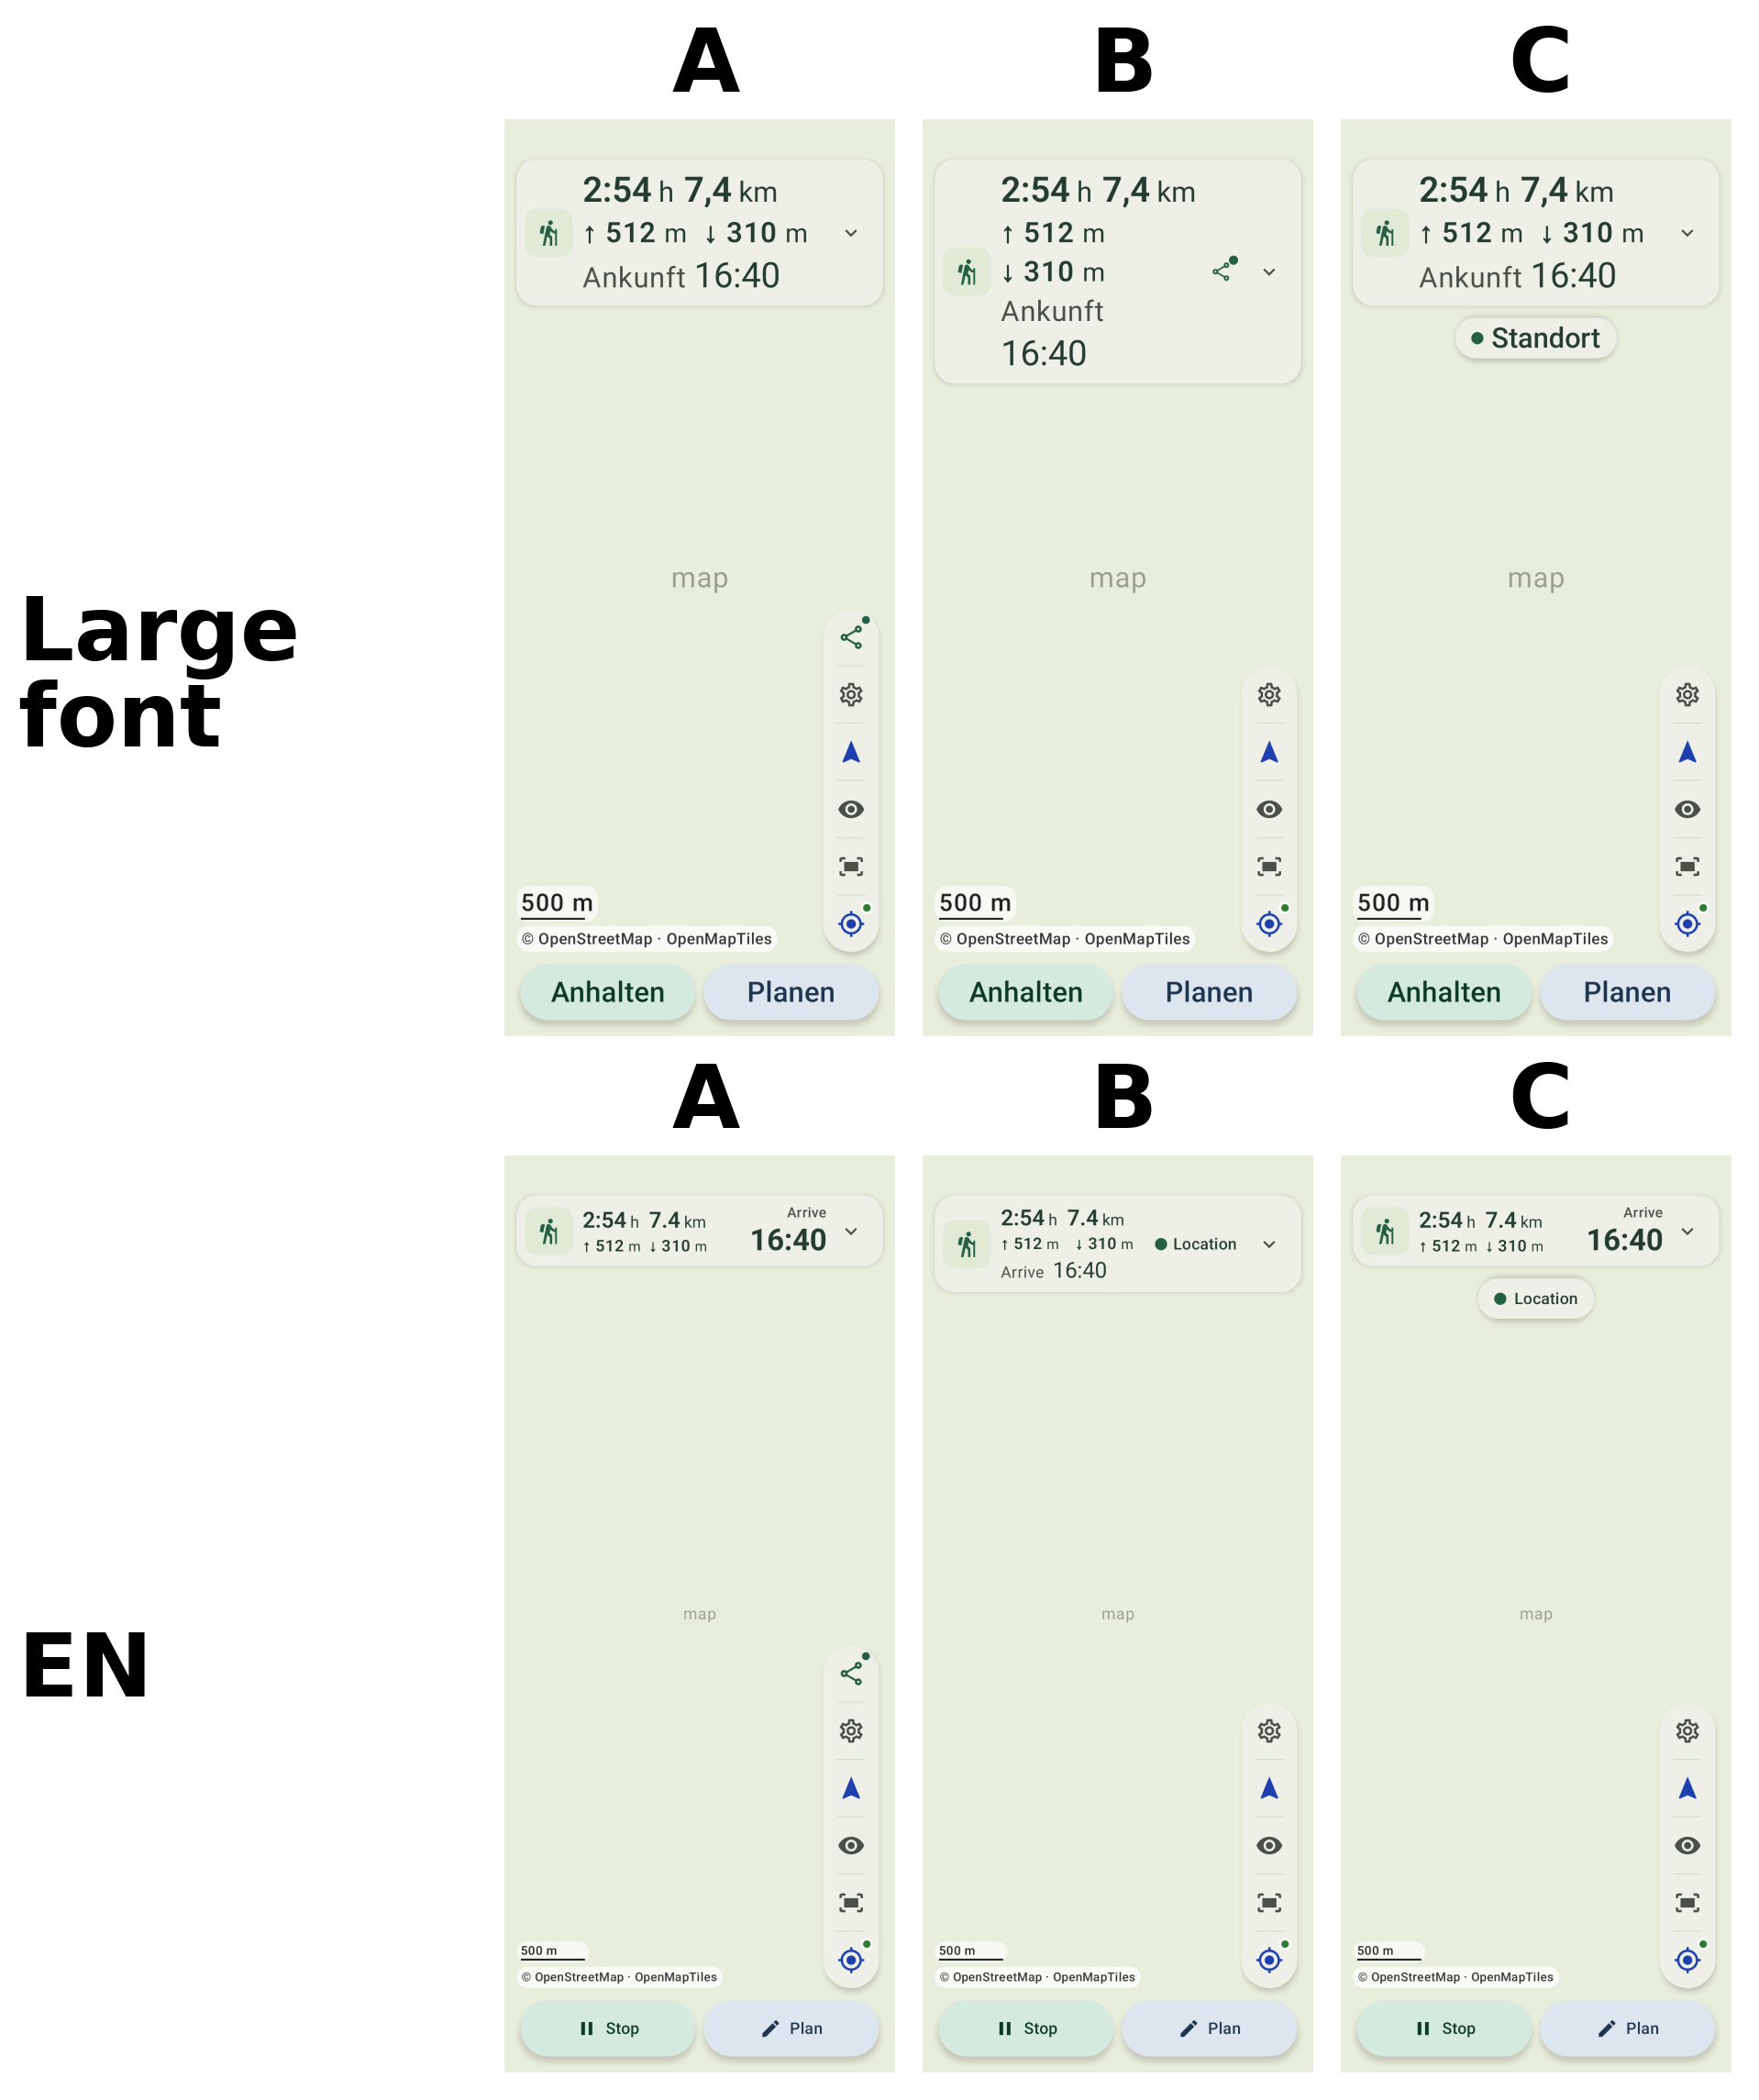 A B C
Large
font
2:54 h 7,4 km
↑ 512 m ↓ 310 m
Ankunft 16:40
map
500 m
© OpenStreetMap · OpenMapTiles
Anhalten Planen
2:54 h 7,4 km
↑ 512 m
↓ 310 m
Ankunft
16:40
map
500 m
© OpenStreetMap · OpenMapTiles
Anhalten Planen
2:54 h 7,4 km
↑ 512 m ↓ 310 m
Ankunft 16:40
Standort
map
500 m
© OpenStreetMap · OpenMapTiles
Anhalten Planen
A B C
EN
2:54 h 7.4 km
↑ 512 m ↓ 310 m
Arrive
16:40
map
500 m
© OpenStreetMap · OpenMapTiles
Stop Plan
2:54 h 7.4 km
↑ 512 m ↓ 310 m
Arrive 16:40
Location
map
500 m
© OpenStreetMap · OpenMapTiles
Stop Plan
2:54 h 7.4 km
↑ 512 m ↓ 310 m
Arrive
16:40
Location
map
500 m
© OpenStreetMap · OpenMapTiles
Stop Plan